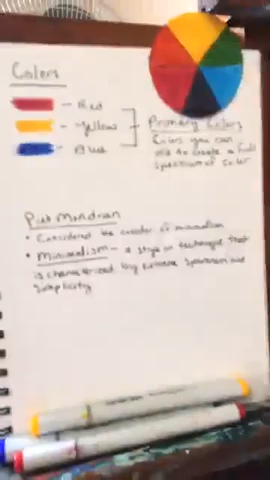 Colors
Red
Yellow
Blue
Primary Colors
Colors you can
use to create a full
spectrum of color
Piet Mondrian
• Considered the creator of minimalism
• Minimalism - a style or technique that
is characterized by extreme spareness and
simplicity